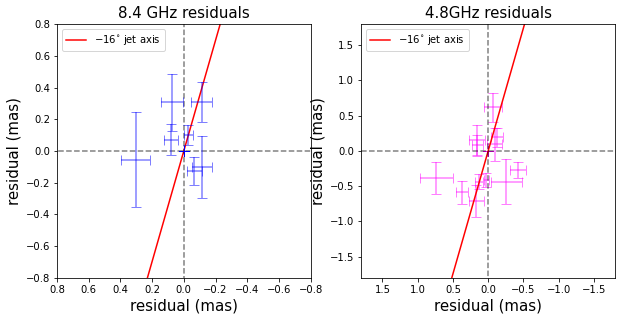 8.4 GHz residuals
−16° jet axis
residual (mas)
0.8
0.6
0.4
0.2
0.0
−0.2
−0.4
−0.6
−0.8
0.8 0.6 0.4 0.2 0.0 −0.2 −0.4 −0.6 −0.8
residual (mas)
4.8GHz residuals
−16° jet axis
residual (mas)
1.5
1.0
0.5
0.0
−0.5
−1.0
−1.5
1.5 1.0 0.5 0.0 −0.5 −1.0 −1.5
residual (mas)